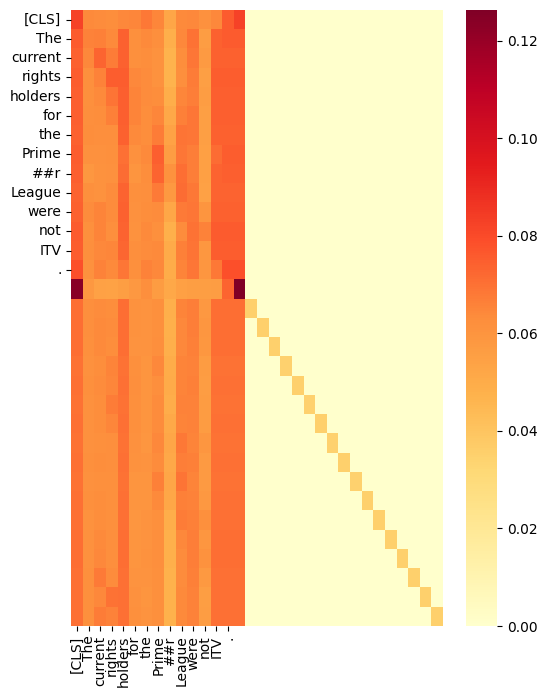 [CLS]
The
current
rights
holders
for
the
Prime
##r
League
were
not
ITV
.
0.12
0.10
0.08
0.06
0.04
0.02
0.00
[CLS]
The
current
rights
holders
for
the
Prime
##r
League
were
not
ITV
.